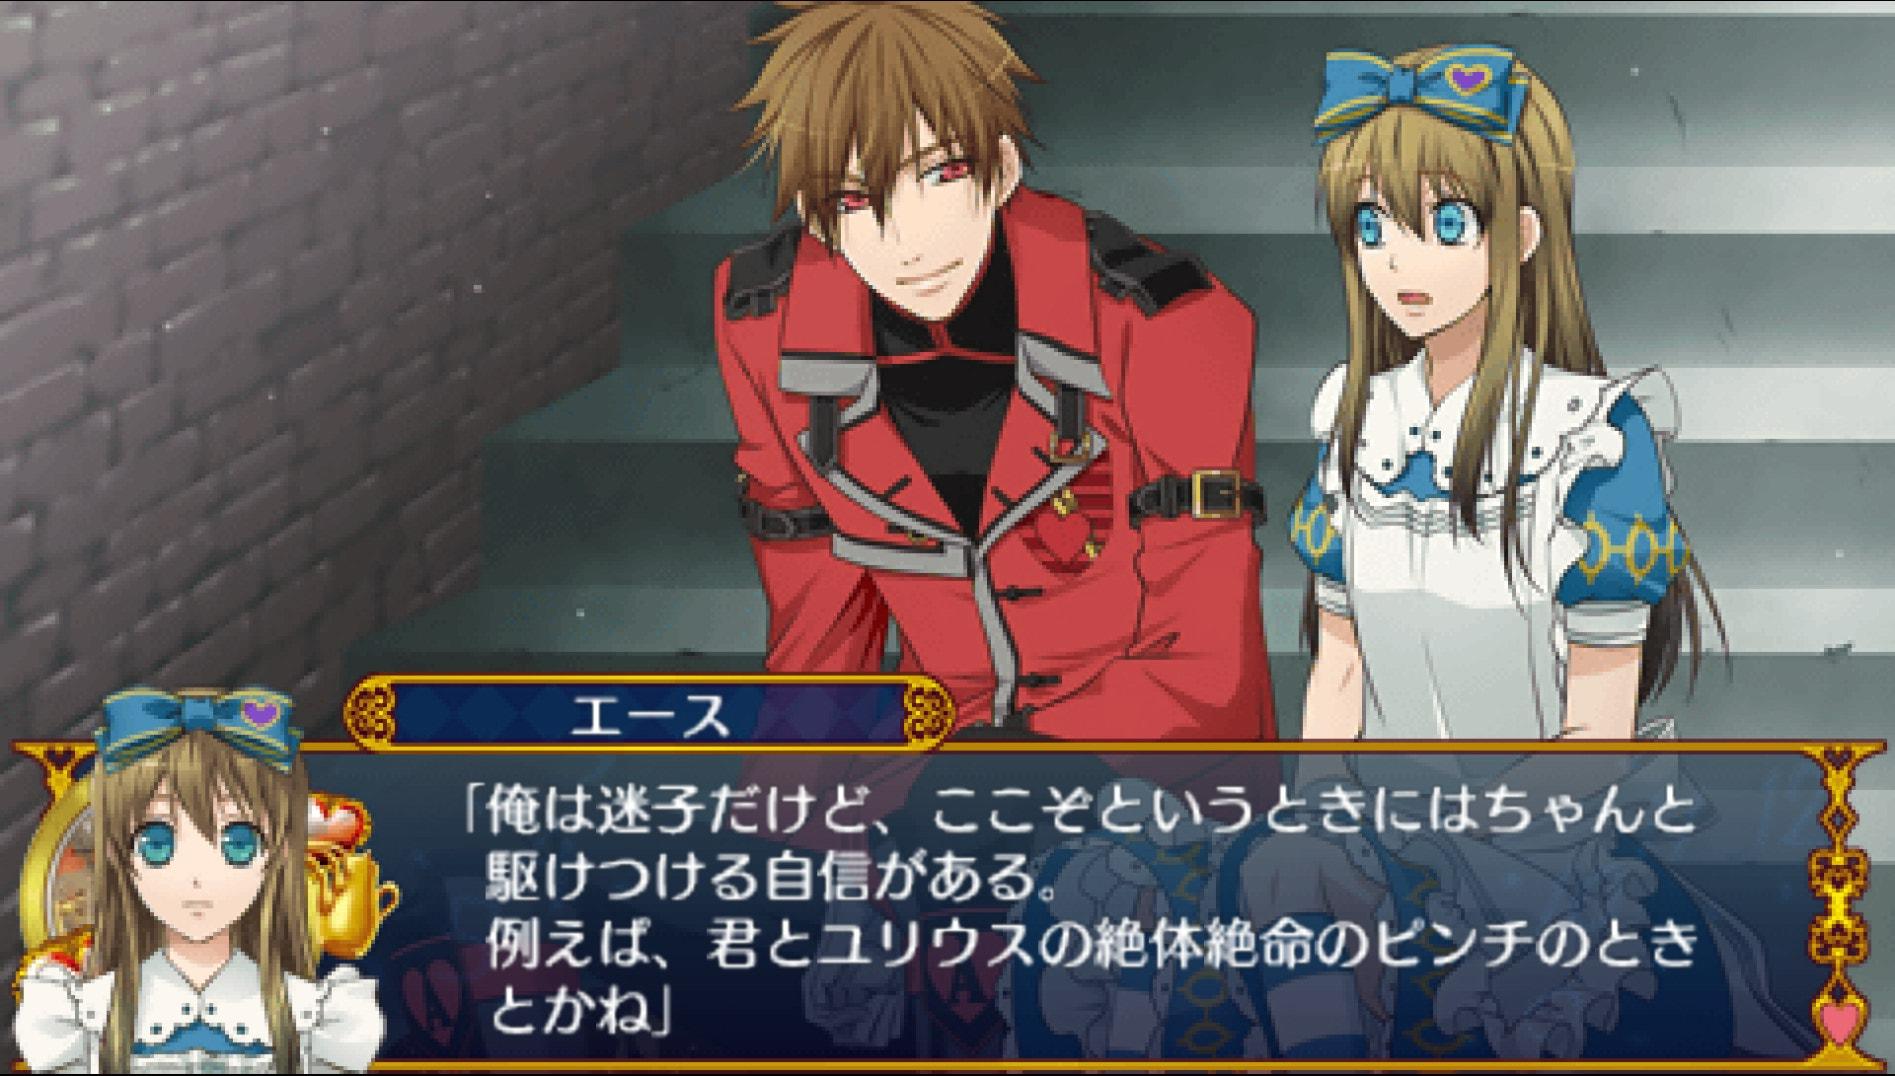 エース
「俺は迷子だけど、ここぞというときにはちゃんと
駆けつける自信がある。
例えば、君とユリウスの絶体絶命のピンチのとき
とかね」